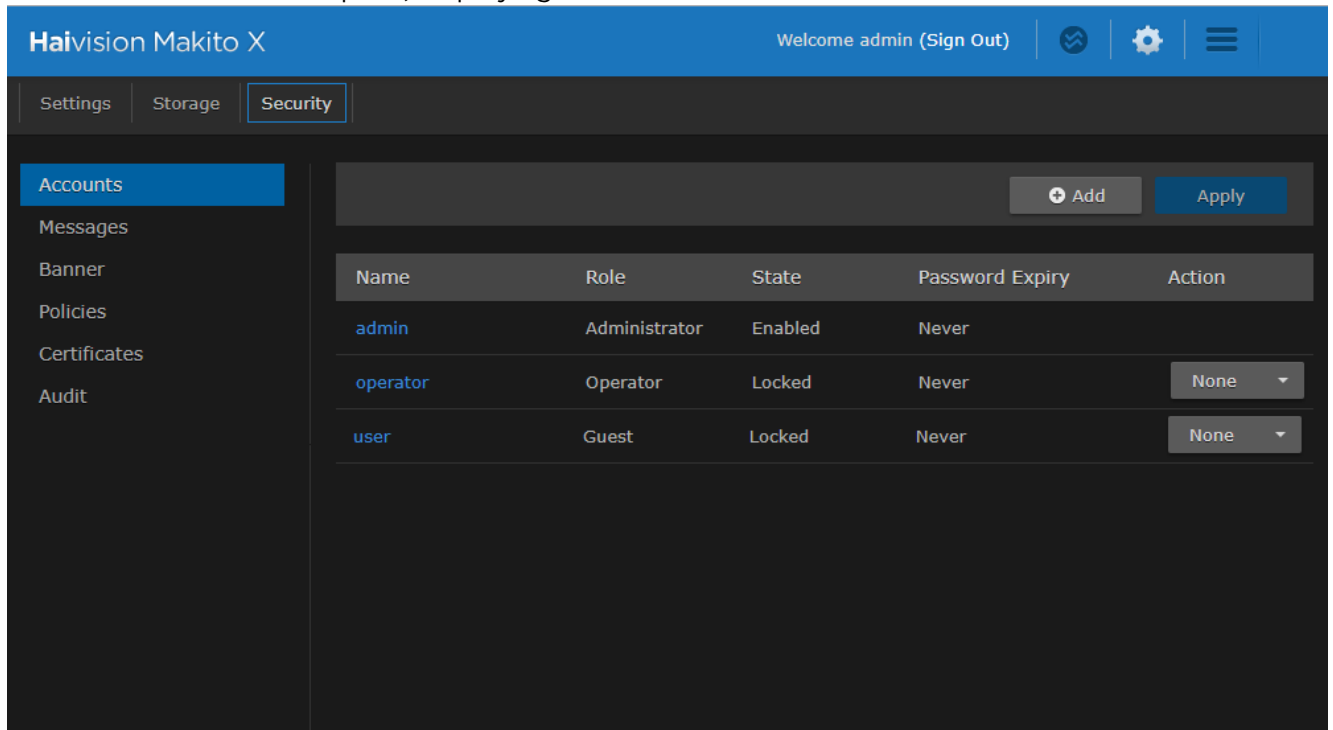 Haivision Makito X
Welcome admin (Sign Out)
Settings Storage Security
Accounts
Messages
Banner
Policies
Certificates
Audit
Add Apply
Name Role State Password Expiry Action
admin Administrator Enabled Never
operator Operator Locked Never None
user Guest Locked Never None